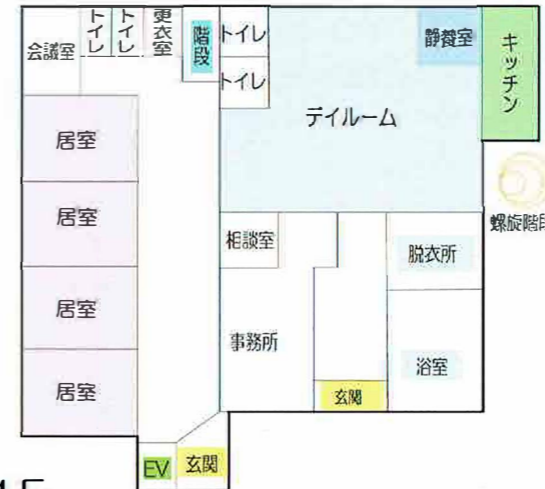 会議室
トイレ
トイレ
更衣室
階段
トイレ
トイレ
静養室
キッチン
デイルーム
螺旋階段
居室
居室
居室
居室
相談室
脱衣所
事務所
浴室
玄関
EV
玄関